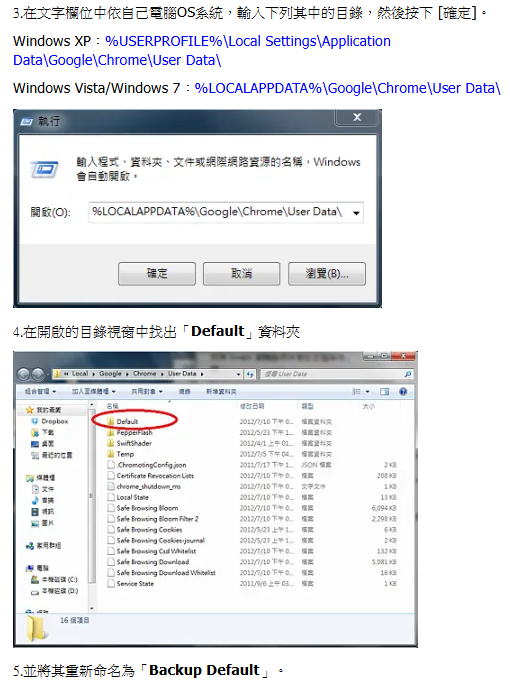 3.在文字欄位中依自己電腦OS系統，輸入下列其中的目錄，然後按下 [確定]。
Windows XP：%USERPROFILE%\Local Settings\Application
Data\Google\Chrome\User Data\
Windows Vista/Windows 7：%LOCALAPPDATA%\Google\Chrome\User Data\
執行
輸入程式、資料夾、文件或網際網路資源的名稱，Windows
會自動開啟。
開啟(O):
%LOCALAPPDATA%\Google\Chrome\User Data\
確定 取消 瀏覽(B)...
4.在開啟的目錄視窗中找出「Default」資料夾
« Local ▸ Google ▸ Chrome ▸ User Data ▸ 搜尋 User Data
組合管理 加入至媒體櫃 共用對象 燒錄 新增資料夾
我的最愛
Dropbox
下載
桌面
最近的位置
媒體櫃
文件
音樂
視訊
圖片
家用群組
電腦
本機磁碟 (C:)
本機磁碟 (D:)
名稱 修改日期 類型 大小
Default 2012/7/10 下午 0... 檔案資料夾
PepperFlash 2012/5/23 下午 1... 檔案資料夾
SwiftShader 2012/4/1 上午 01... 檔案資料夾
Temp 2012/7/5 下午 04... 檔案資料夾
.ChromotingConfig.json 2011/7/17 下午 1... JSON 檔案 2 KB
Certificate Revocation Lists 2012/7/10 下午 0... 檔案 208 KB
chrome_shutdown_ms 2012/7/10 下午 0... 文字文件 1 KB
Local State 2012/7/10 下午 0... 檔案 13 KB
Safe Browsing Bloom 2012/7/10 下午 0... 檔案 6,094 KB
Safe Browsing Bloom Filter 2 2012/7/10 下午 0... 檔案 2,298 KB
Safe Browsing Cookies 2012/5/23 上午 1... 檔案 6 KB
Safe Browsing Cookies-journal 2012/5/23 上午 1... 檔案 2 KB
Safe Browsing Csd Whitelist 2012/7/10 下午 0... 檔案 132 KB
Safe Browsing Download 2012/7/10 下午 0... 檔案 5,081 KB
Safe Browsing Download Whitelist 2012/7/10 下午 0... 檔案 16 KB
Service State 2011/9/6 上午 03... 檔案 1 KB
16 個項目
5.並將其重新命名為「Backup Default」。